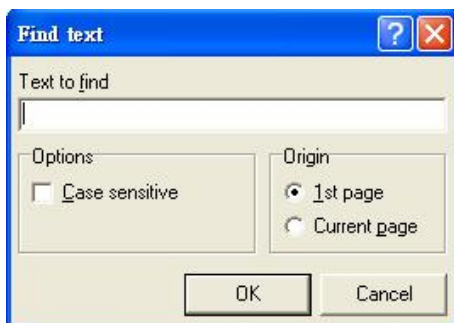 Find text
Text to find
Options
Case sensitive
Origin
1st page
Current page
OK
Cancel